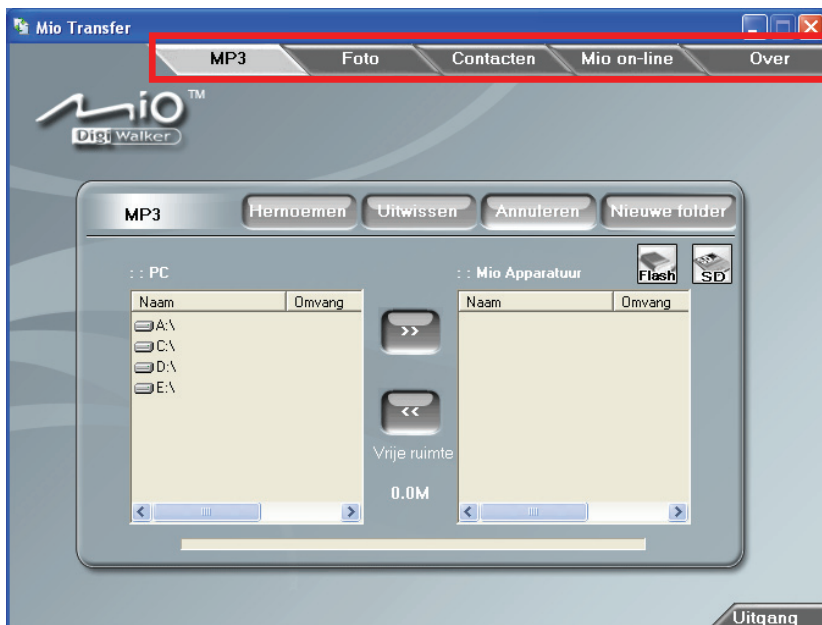 Mio Transfer
MP3 Foto Contacten Mio on-line Over
Mio TM
Digi Walker
MP3 Hernoemen Uitwissen Annuleren Nieuwe folder
: : PC : : Mio Apparatuur Flash SD
Naam Omvang Naam Omvang
A:\
>>
C:\
D:\
E:\
<<
Vrije ruimte
0.0M
Uitgang